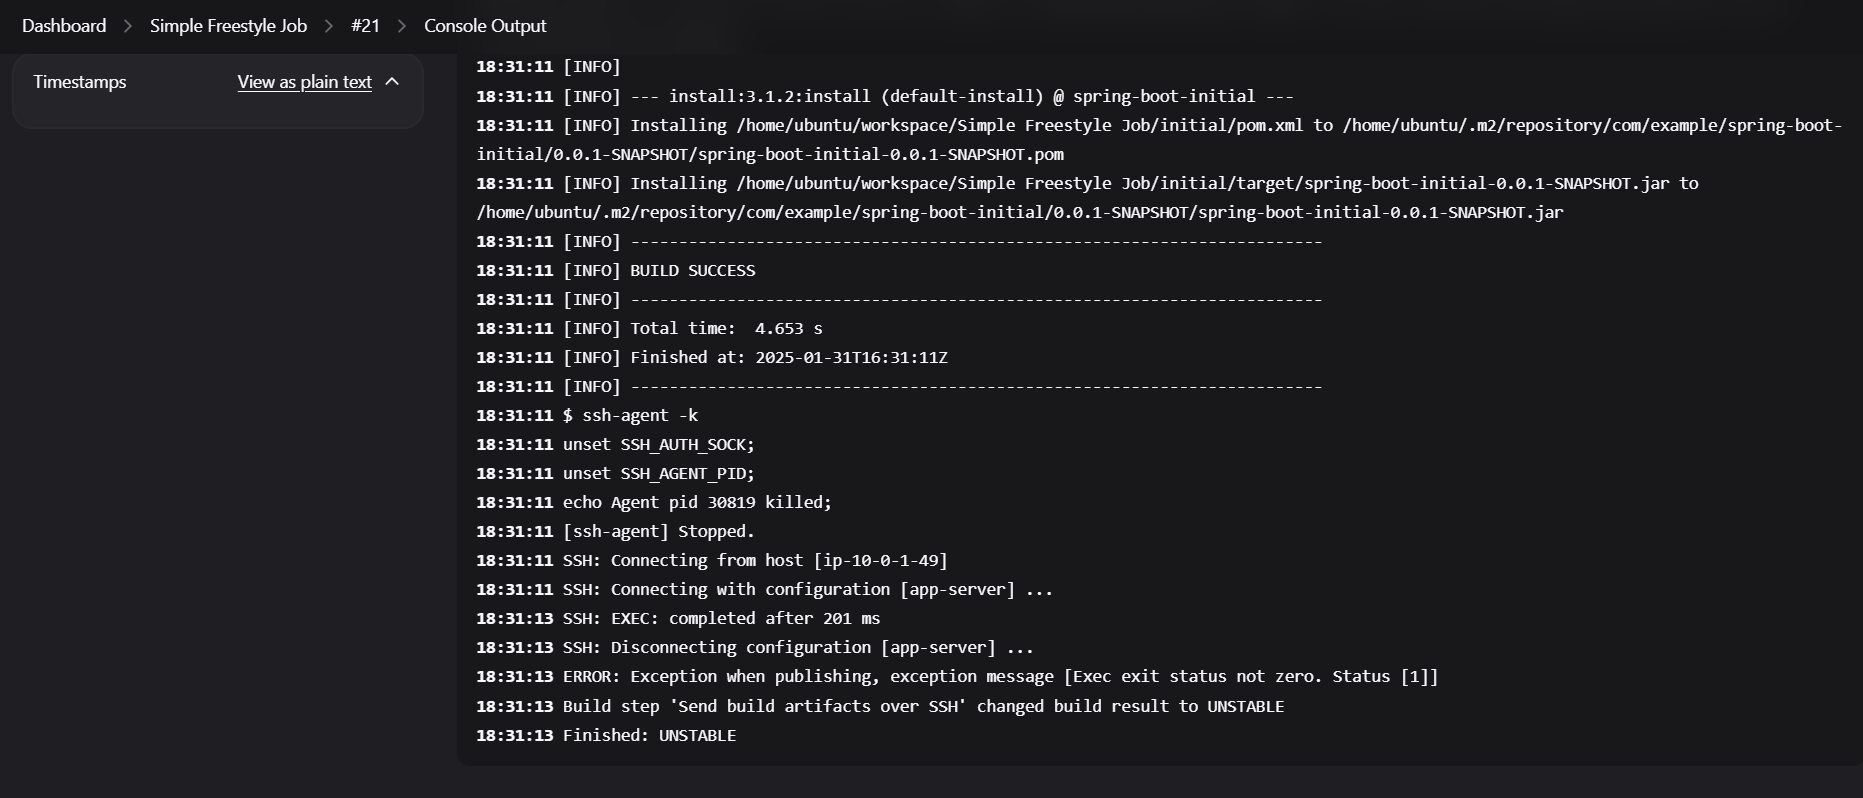 Dashboard > Simple Freestyle Job > #21 > Console Output
Timestamps
View as plain text
18:31:11 [INFO]
18:31:11 [INFO] --- install:3.1.2:install (default-install) @ spring-boot-initial ---
18:31:11 [INFO] Installing /home/ubuntu/workspace/Simple Freestyle Job/initial/pom.xml to /home/ubuntu/.m2/repository/com/example/spring-boot-
initial/0.0.1-SNAPSHOT/spring-boot-initial-0.0.1-SNAPSHOT.pom
18:31:11 [INFO] Installing /home/ubuntu/workspace/Simple Freestyle Job/initial/target/spring-boot-initial-0.0.1-SNAPSHOT.jar to
/home/ubuntu/.m2/repository/com/example/spring-boot-initial/0.0.1-SNAPSHOT/spring-boot-initial-0.0.1-SNAPSHOT.jar
18:31:11 [INFO] ------------------------------------------------------------------------
18:31:11 [INFO] BUILD SUCCESS
18:31:11 [INFO] ------------------------------------------------------------------------
18:31:11 [INFO] Total time:  4.653 s
18:31:11 [INFO] Finished at: 2025-01-31T16:31:11Z
18:31:11 [INFO] ------------------------------------------------------------------------
18:31:11 $ ssh-agent -k
18:31:11 unset SSH_AUTH_SOCK;
18:31:11 unset SSH_AGENT_PID;
18:31:11 echo Agent pid 30819 killed;
18:31:11 [ssh-agent] Stopped.
18:31:11 SSH: Connecting from host [ip-10-0-1-49]
18:31:11 SSH: Connecting with configuration [app-server] ...
18:31:13 SSH: EXEC: completed after 201 ms
18:31:13 SSH: Disconnecting configuration [app-server] ...
18:31:13 ERROR: Exception when publishing, exception message [Exec exit status not zero. Status [1]]
18:31:13 Build step 'Send build artifacts over SSH' changed build result to UNSTABLE
18:31:13 Finished: UNSTABLE